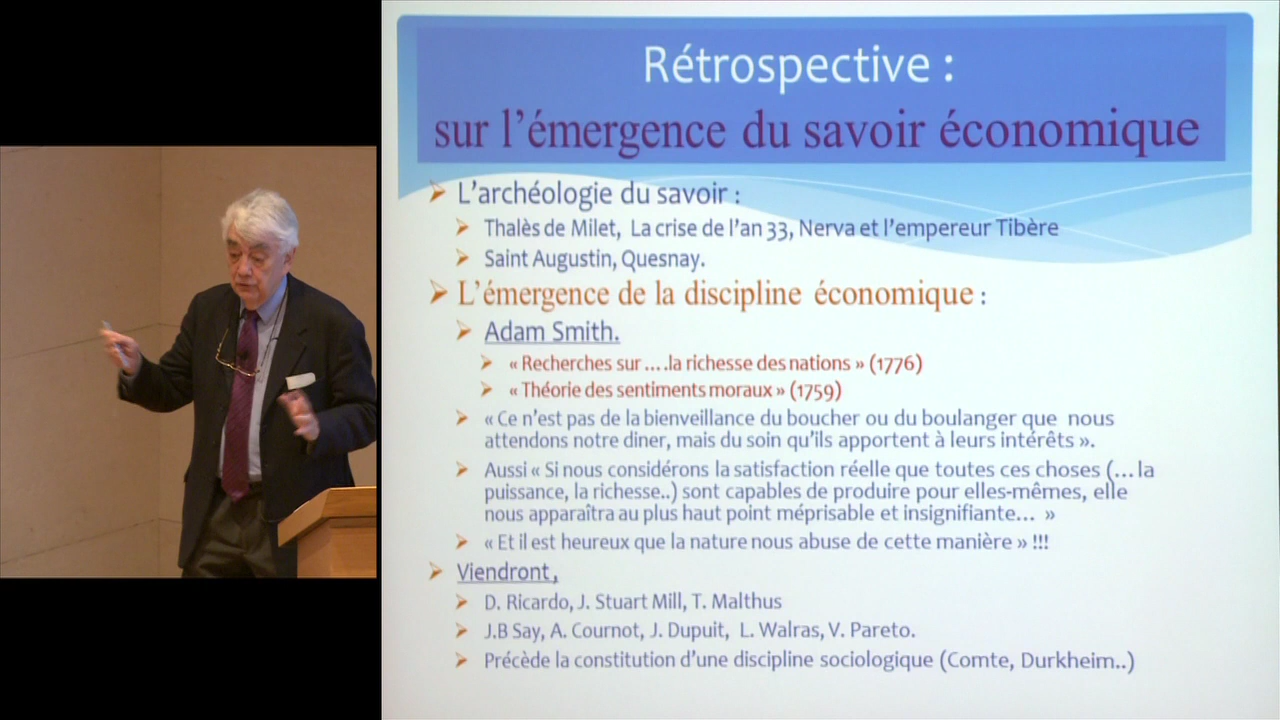 Rétrospective :
sur l'émergence du savoir économique
L'archéologie du savoir :
Thalès de Milet, La crise de l'an 33, Nerva et l'empereur Tibère
Saint Augustin, Quesnay.
L'émergence de la discipline économique :
Adam Smith.
« Recherches sur ….la richesse des nations » (1776)
« Théorie des sentiments moraux » (1759)
« Ce n'est pas de la bienveillance du boucher ou du boulanger que nous
attendons notre diner, mais du soin qu'ils apportent à leurs intérêts ».
Aussi « Si nous considérons la satisfaction réelle que toutes ces choses (…la
puissance, la richesse..) sont capables de produire pour elles-mêmes, elle
nous apparaîtra au plus haut point méprisable et insignifiante… »
« Et il est heureux que la nature nous abuse de cette manière » !!!
Viendront,
D. Ricardo, J. Stuart Mill, T. Malthus
J.B Say, A. Cournot, J. Dupuit, L. Walras, V. Pareto.
Précède la constitution d'une discipline sociologique (Comte, Durkheim..)